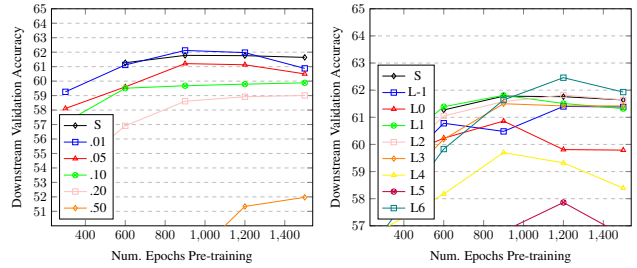 65
64
63
62
61
60
59
58
57
56
55
54
53
52
51
400
600
800
1,000
1,200
1,400
Num. Epochs Pre-training
Downstream Validation Accuracy
S
.01
.05
.10
.20
.50
65
64
63
62
61
60
59
58
57
400
600
800
1,000
1,200
1,400
Num. Epochs Pre-training
Downstream Validation Accuracy
S
L-1
L0
L1
L2
L3
L4
L5
L6